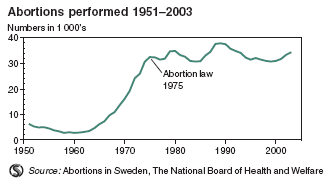 Abortions performed 1951–2003
Numbers in 1 000's
40
30
20
10
0
Abortion law
1975
1950 1960 1970 1980 1990 2000
Source: Abortions in Sweden, The National Board of Health and Welfare